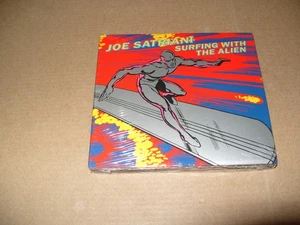 JOE SATRIANI
SURFING WITH
THE ALIEN